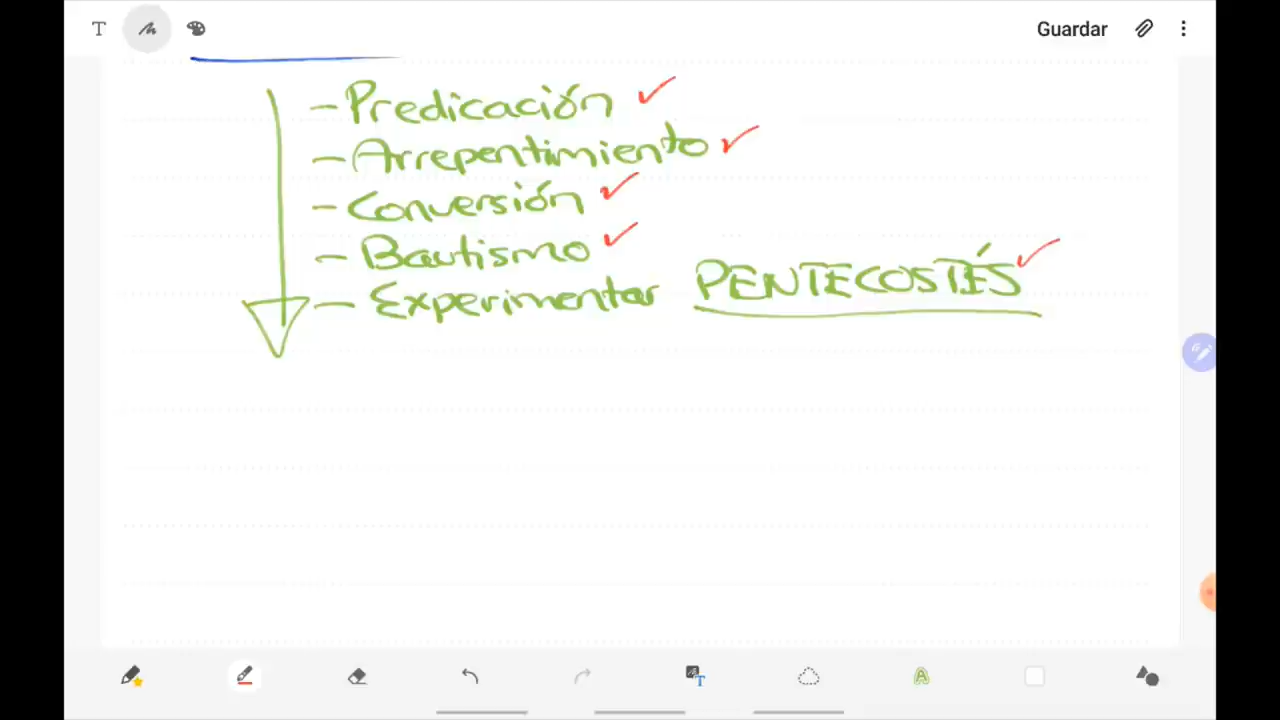 T Guardar
- Predicación ✓
- Arrepentimiento ✓
- Conversión ✓
- Bautismo ✓
- Experimentar PENTECOSTÉS ✓
T A